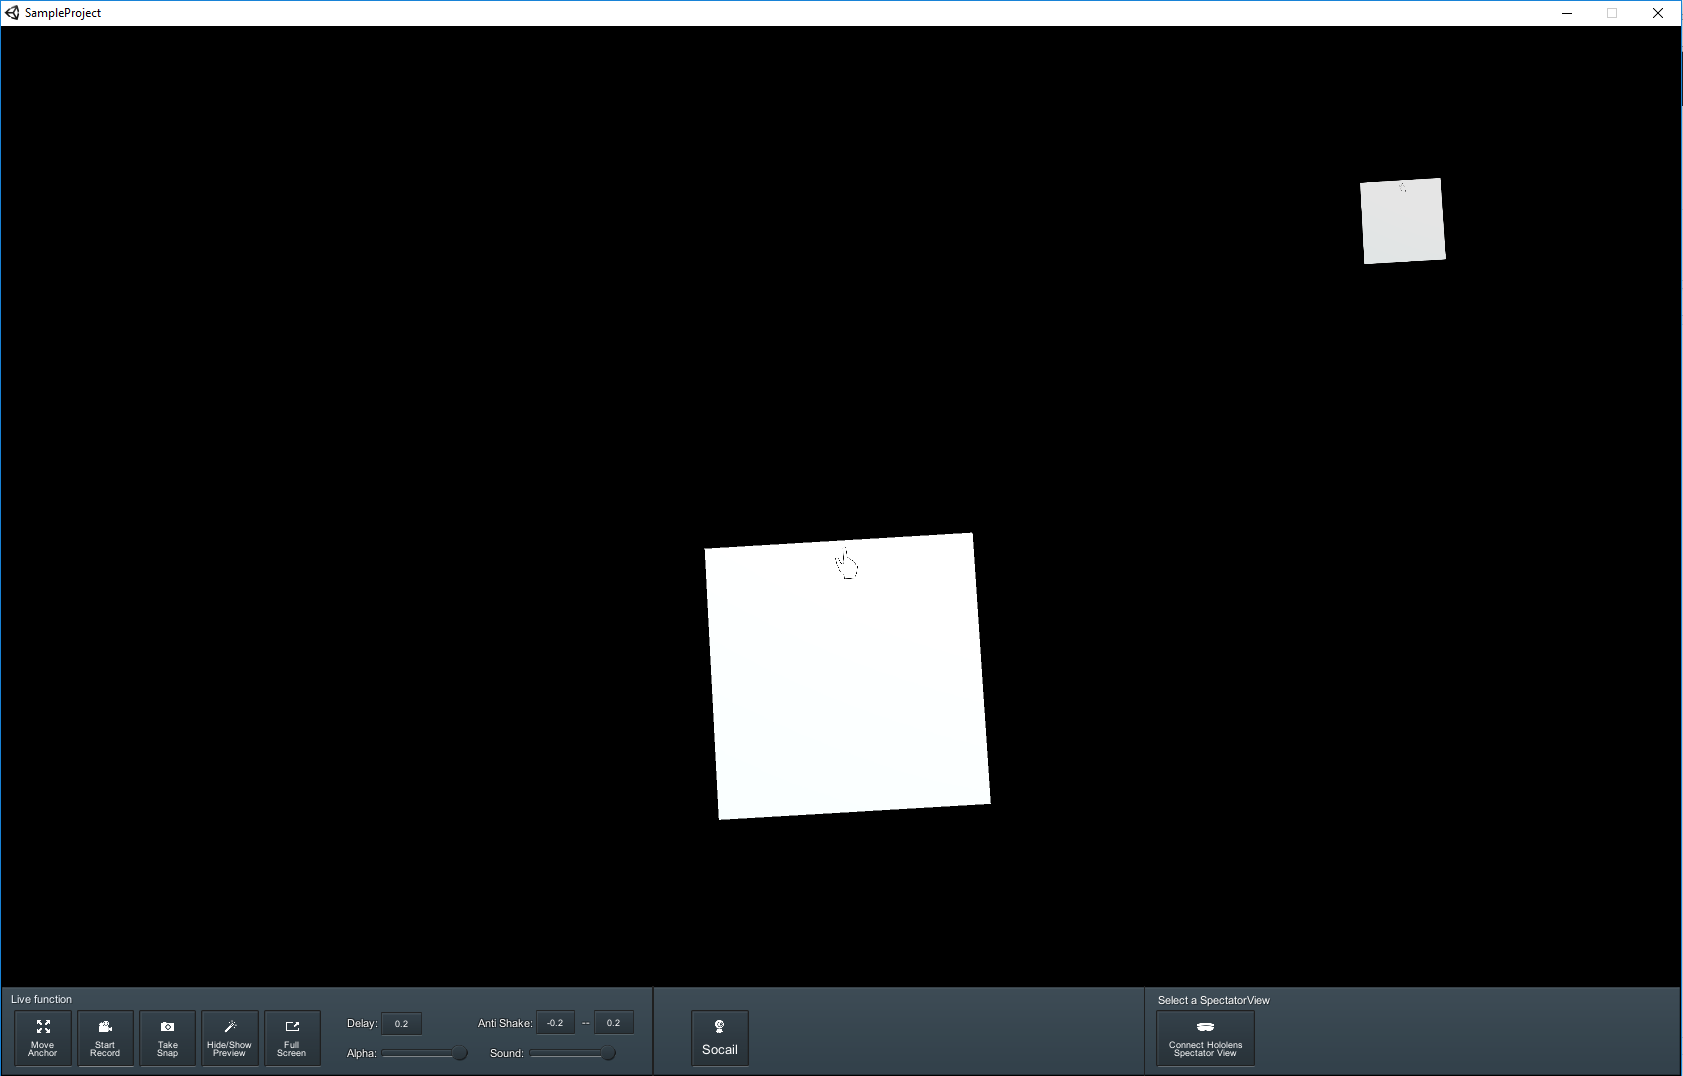 SampleProject
Live function
Move
Anchor
Start
Record
Take
Snap
Hide/Show
Preview
Full
Screen
Delay: 0.2
Alpha:
Anti Shake: -0.2 -- 0.2
Sound:
Socail
Select a SpectatorView
Connect Hololens
Spectator View